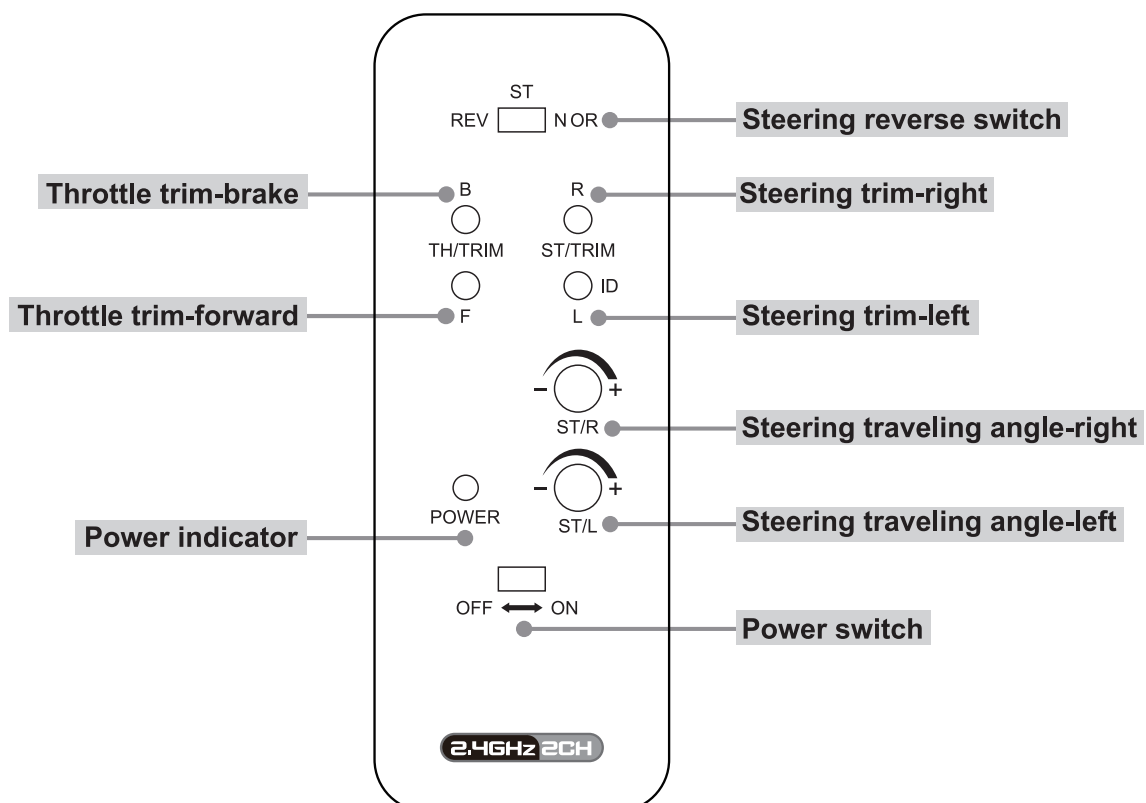 ST
REV NOR Steering reverse switch
Throttle trim-brake B R Steering trim-right
TH/TRIM ST/TRIM
ID
Throttle trim-forward F L Steering trim-left
- +
ST/R Steering traveling angle-right
- +
POWER ST/L Steering traveling angle-left
Power indicator
OFF ON
Power switch
2.4GHz 2CH